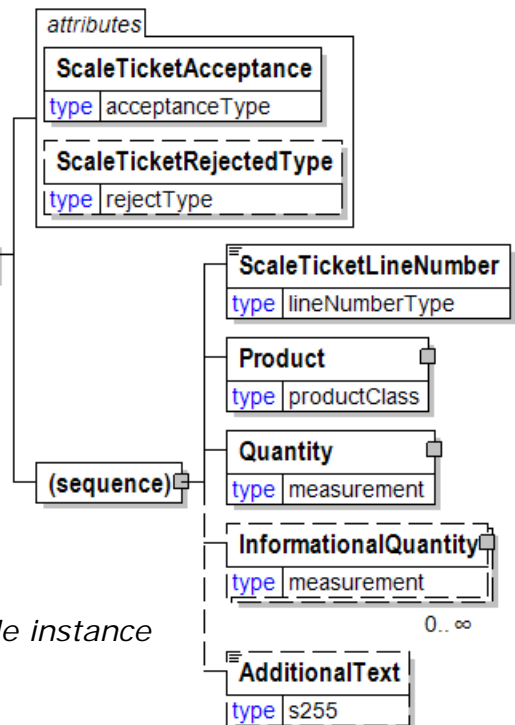 attributes
ScaleTicketAcceptance
type acceptanceType
ScaleTicketRejectedType
type rejectType
ScaleTicketLineNumber
type lineNumberType
Product
type productClass
Quantity
type measurement
(sequence)
InformationalQuantity
type measurement
0.. ∞
instance
AdditionalText
type s255